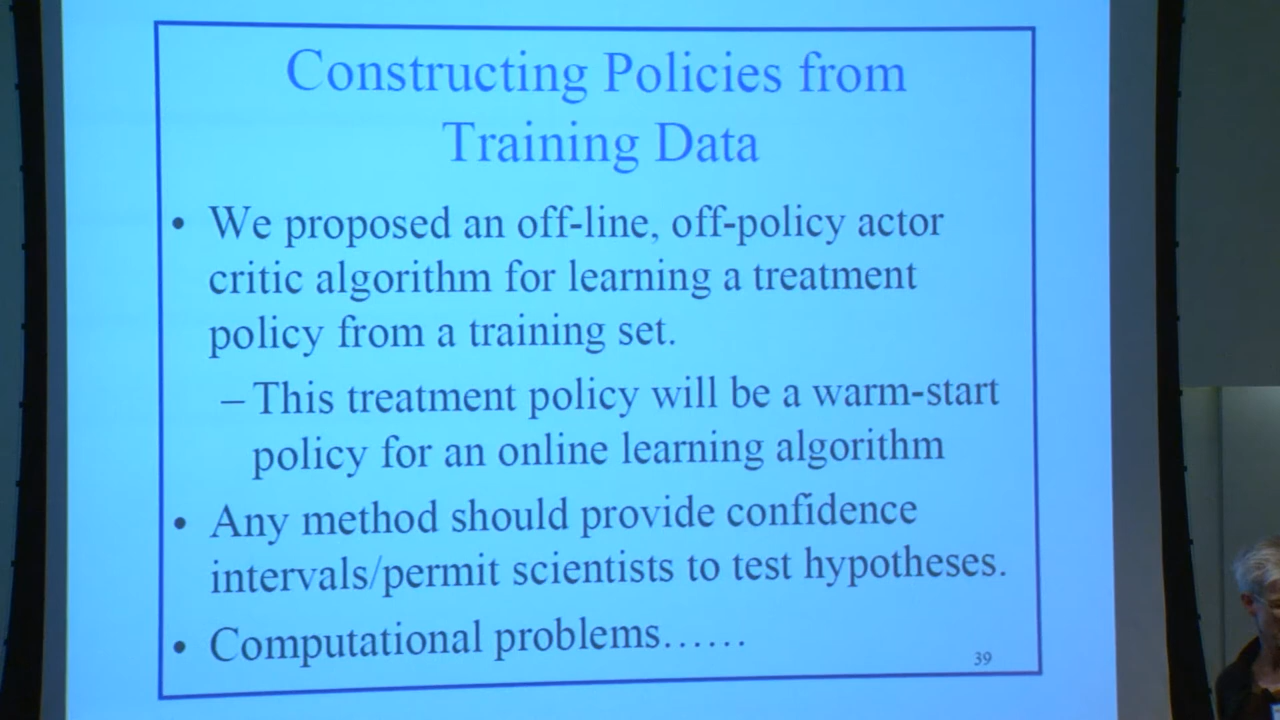 Constructing Policies from
Training Data
• We proposed an off-line, off-policy actor
critic algorithm for learning a treatment
policy from a training set.
– This treatment policy will be a warm-start
policy for an online learning algorithm
• Any method should provide confidence
intervals/permit scientists to test hypotheses.
• Computational problems……
39